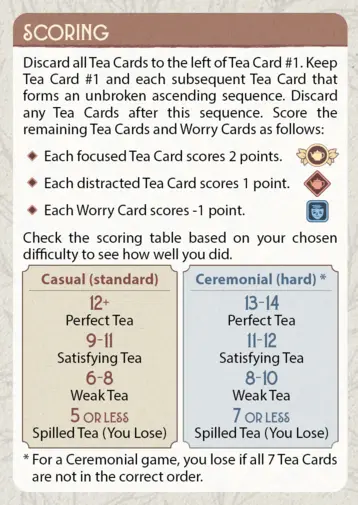 SCORING
Discard all Tea Cards to the left of Tea Card #1. Keep
Tea Card #1 and each subsequent Tea Card that
forms an unbroken ascending sequence. Discard
any Tea Cards after this sequence. Score the
remaining Tea Cards and Worry Cards as follows:
Each focused Tea Card scores 2 points.
Each distracted Tea Card scores 1 point.
Each Worry Card scores -1 point.
Check the scoring table based on your chosen
difficulty to see how well you did.
Casual (standard)
12+
Perfect Tea
9-11
Satisfying Tea
6-8
Weak Tea
5 OR LESS
Spilled Tea (You Lose)
Ceremonial (hard) *
13-14
Perfect Tea
11-12
Satisfying Tea
8-10
Weak Tea
7 OR LESS
Spilled Tea (You Lose)
* For a Ceremonial game, you lose if all 7 Tea Cards
are not in the correct order.